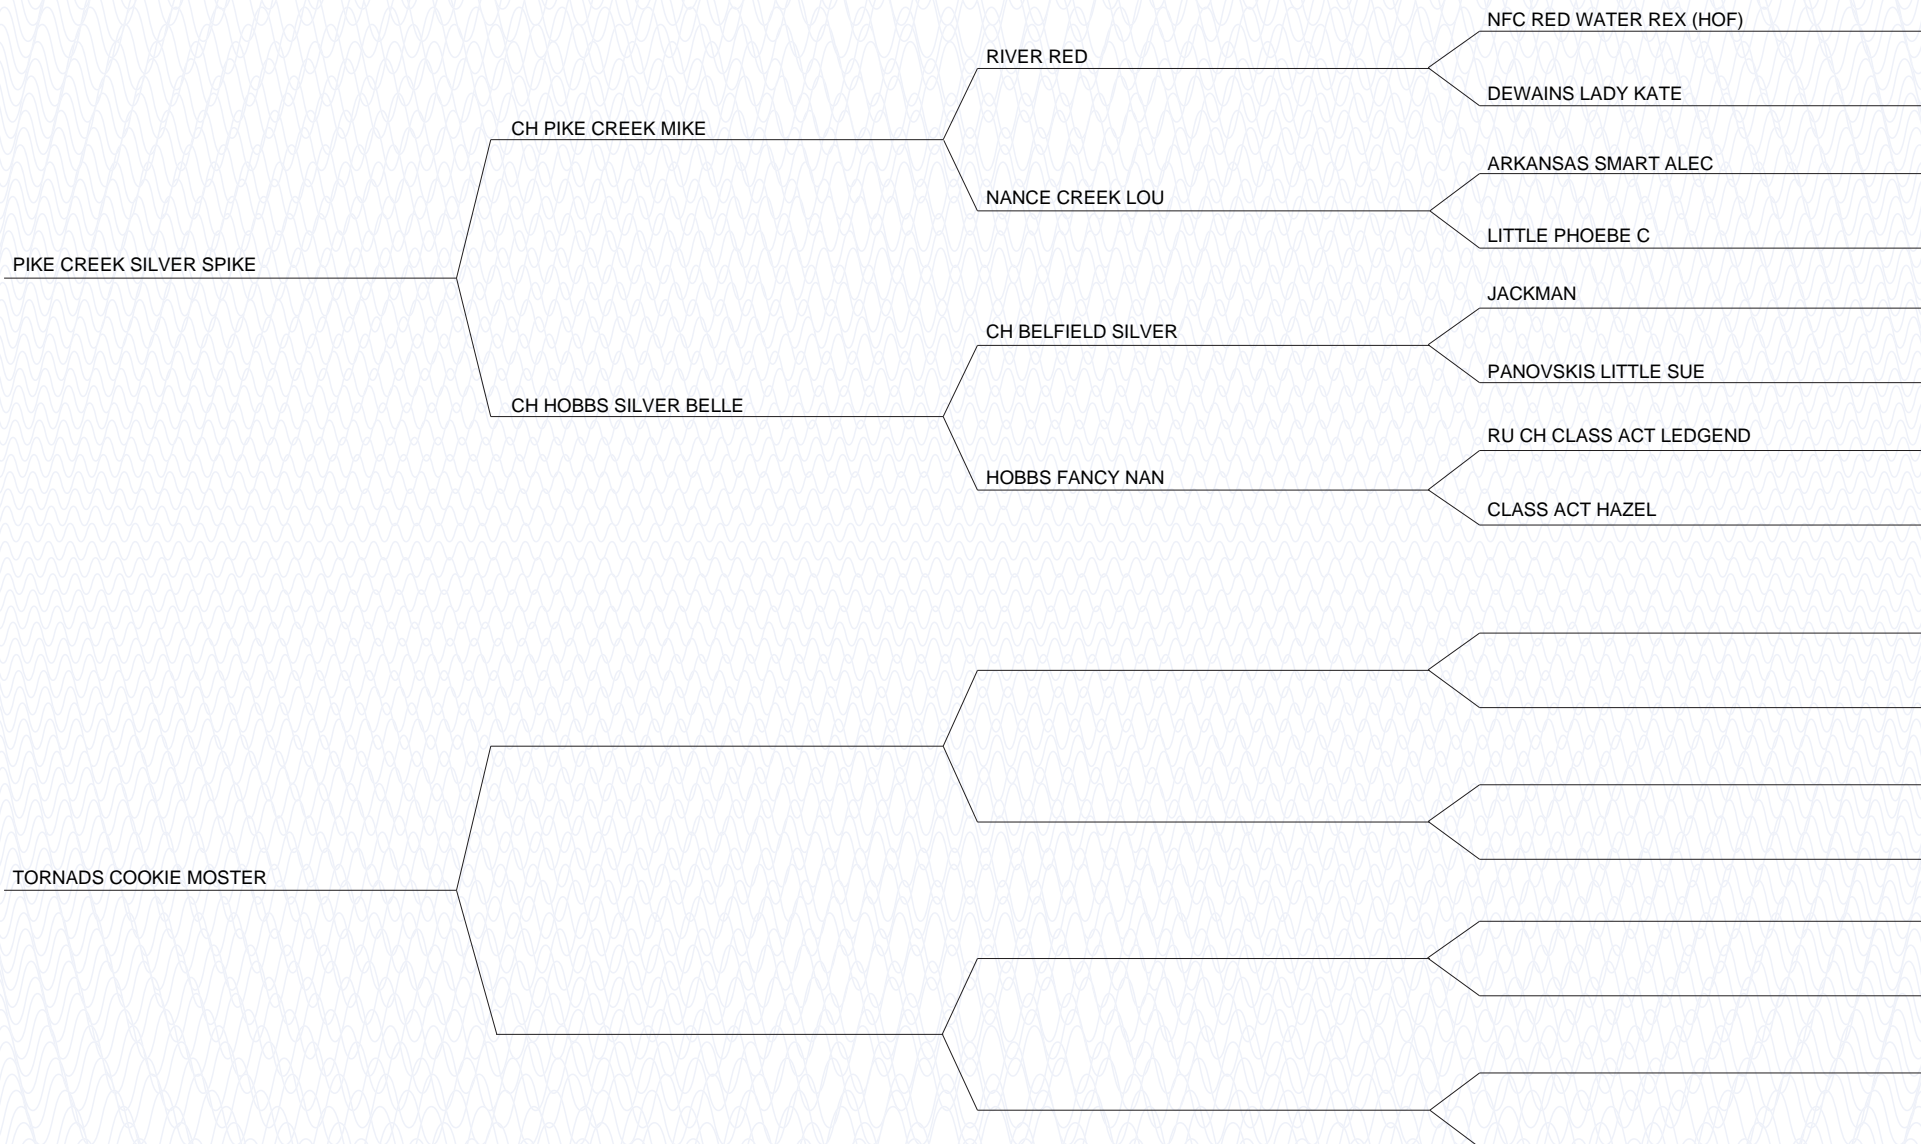 NFC RED WATER REX (HOF)
RIVER RED
DEWAINS LADY KATE
CH PIKE CREEK MIKE
ARKANSAS SMART ALEC
NANCE CREEK LOU
LITTLE PHOEBE C
PIKE CREEK SILVER SPIKE
JACKMAN
CH BELFIELD SILVER
PANOVSKIS LITTLE SUE
CH HOBBS SILVER BELLE
RU CH CLASS ACT LEDGEND
HOBBS FANCY NAN
CLASS ACT HAZEL
TORNADS COOKIE MOSTER